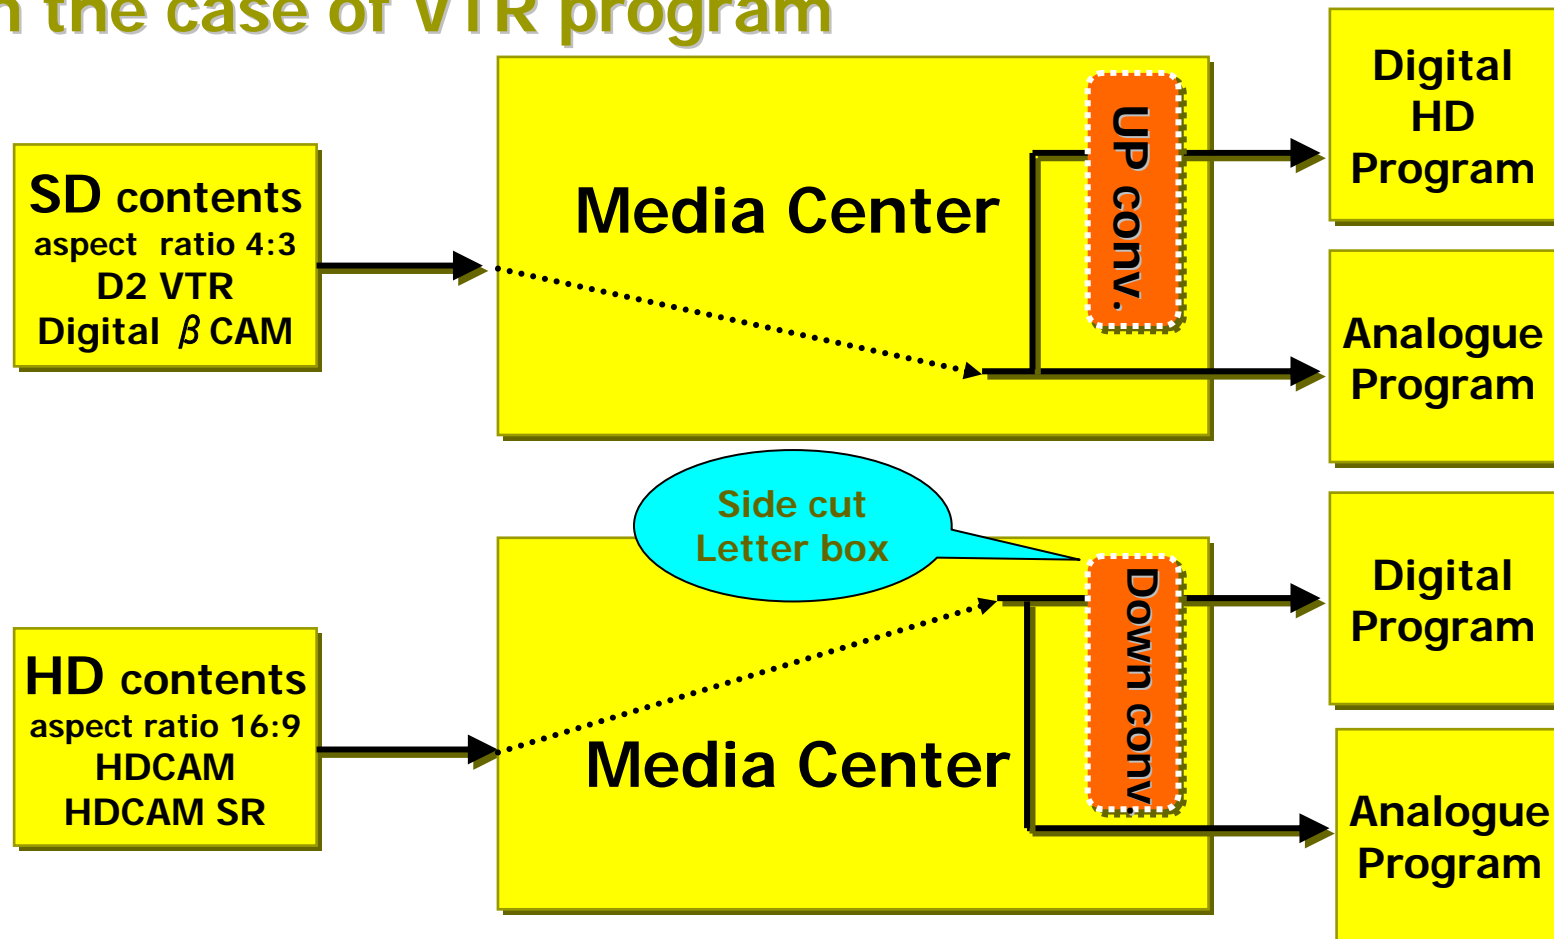 n the case of VTR program
SD contents
aspect ratio 4:3
D2 VTR
Digital β CAM
Media Center
UP conv.
Digital
HD
Program
Analogue
Program
Side cut
Letter box
HD contents
aspect ratio 16:9
HDCAM
HDCAM SR
Media Center
Down conv.
Digital
Program
Analogue
Program